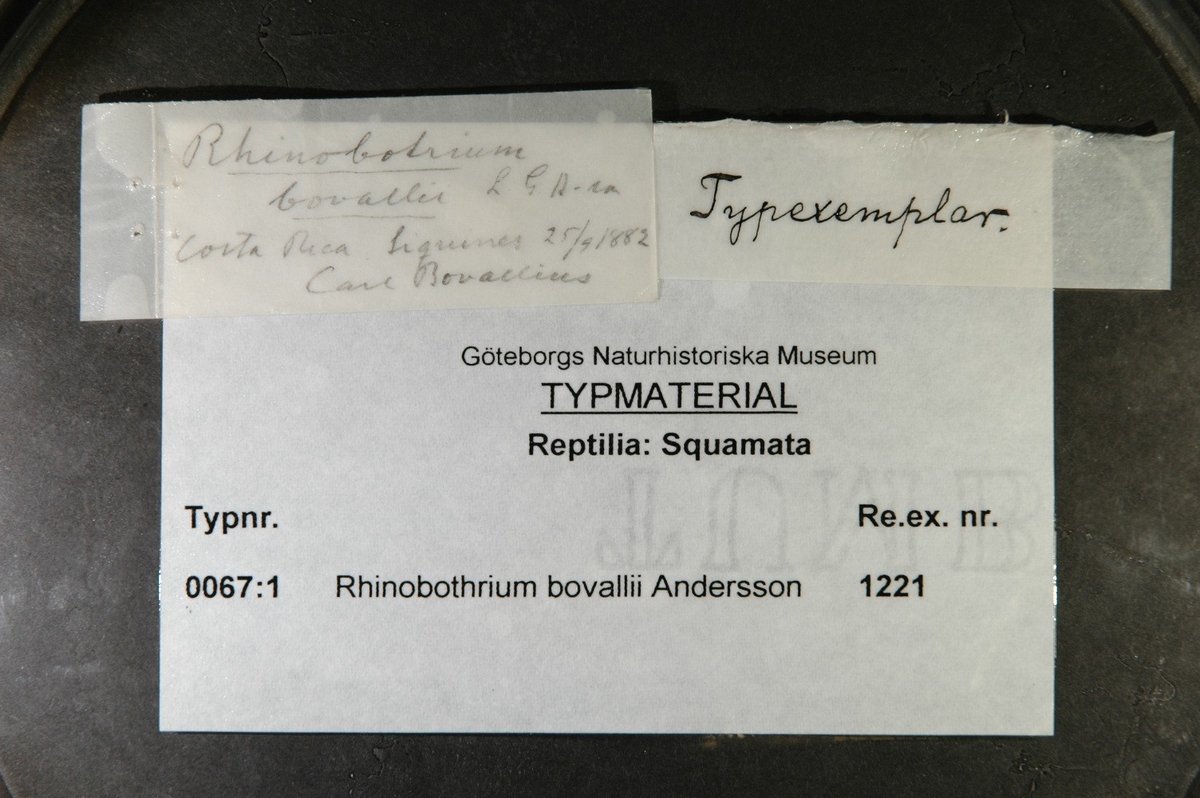 Rhinobotrium
bovallii L G A-on
Costa Rica Siquirres 25/9 1882
Carl Bovallius
Typexemplar.
Göteborgs Naturhistoriska Museum
TYPMATERIAL
Reptilia: Squamata
Typnr. Re.ex. nr.
0067:1 Rhinobothrium bovallii Andersson 1221